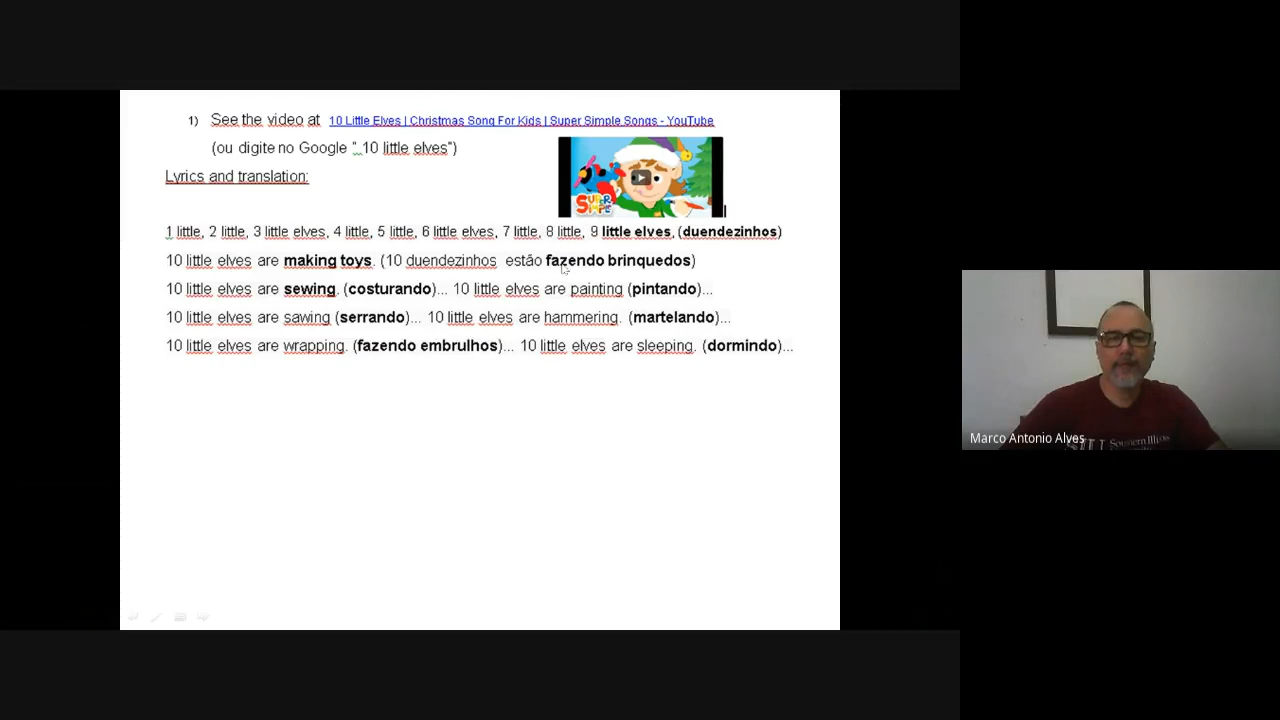 1) See the video at 10 Little Elves | Christmas Song For Kids | Super Simple Songs - YouTube
(ou digite no Google " 10 little elves")
SUPER
SIMPLE
Lyrics and translation:
1 little, 2 little, 3 little elves, 4 little, 5 little, 6 little elves, 7 little, 8 little, 9 little elves, (duendezinhos)
10 little elves are making toys. (10 duendezinhos estão fazendo brinquedos)
10 little elves are sewing. (costurando)... 10 little elves are painting (pintando)...
10 little elves are sawing (serrando)... 10 little elves are hammering. (martelando)...
10 little elves are wrapping. (fazendo embrulhos)... 10 little elves are sleeping. (dormindo)...
Marco Antonio Alves
SIU Southern Illinois